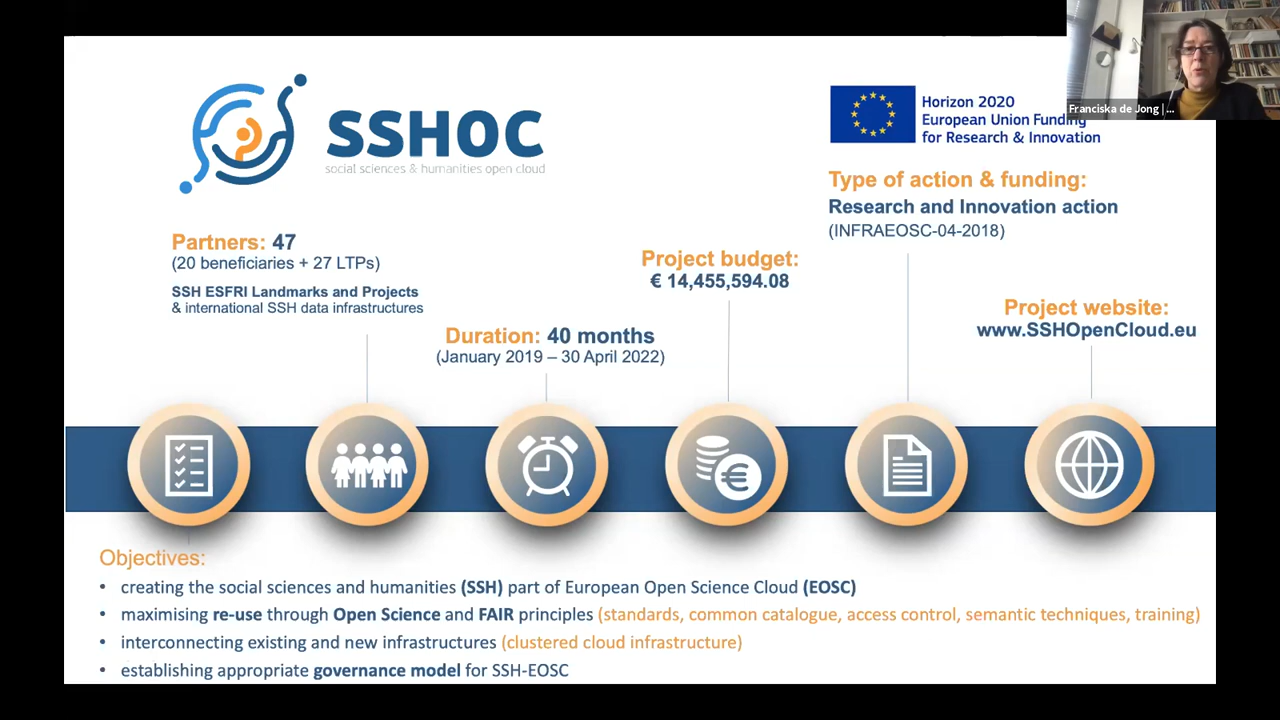 SSHOC
social sciences & humanities open cloud
Horizon 2020
European Union Funding
for Research & Innovation
Franciska de Jong | ...
Type of action & funding:
Research and Innovation action
(INFRAEOSC-04-2018)
Partners: 47
(20 beneficiaries + 27 LTPs)
SSH ESFRI Landmarks and Projects
& international SSH data infrastructures
Project budget:
€ 14,455,594.08
Duration: 40 months
(January 2019 – 30 April 2022)
Project website:
www.SSHOpenCloud.eu
Objectives:
• creating the social sciences and humanities (SSH) part of European Open Science Cloud (EOSC)
• maximising re-use through Open Science and FAIR principles (standards, common catalogue, access control, semantic techniques, training)
• interconnecting existing and new infrastructures (clustered cloud infrastructure)
• establishing appropriate governance model for SSH-EOSC